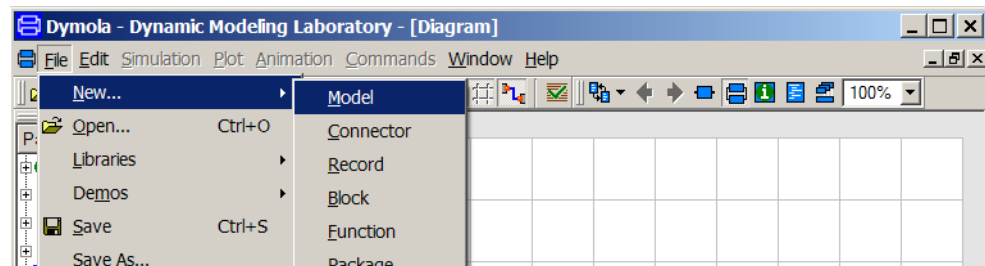 Dymola - Dynamic Modeling Laboratory - [Diagram]
File Edit Simulation Plot Animation Commands Window Help
New... Model
100%
Open... Ctrl+O Connector
Libraries Record
Demos Block
Save Ctrl+S Function
Save As... Package